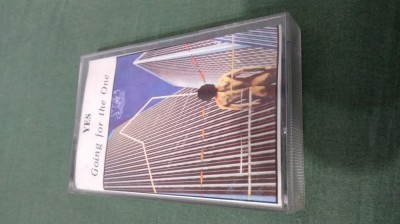 YES
Going for the One